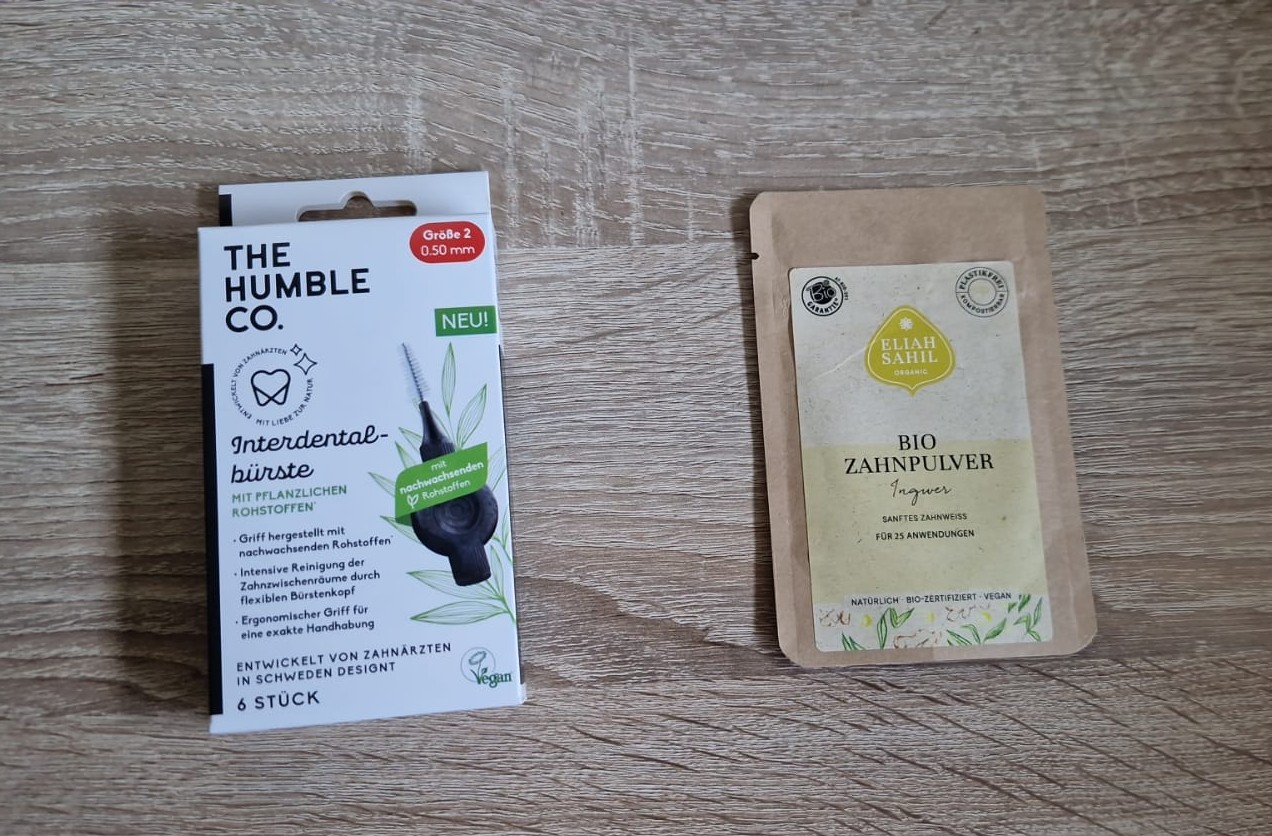 THE
HUMBLE
CO.
Größe 2
0.50 mm
NEU!
ENTWICKELT VON ZAHNÄRZTEN
MIT LIEBE ZUR NATUR
Interdental-
bürste
MIT PFLANZLICHEN
ROHSTOFFEN*
mit
nachwachsenden
Rohstoffen
· Griff hergestellt mit
nachwachsenden Rohstoffen*
· Intensive Reinigung der
Zahnzwischenräume durch
flexiblen Bürstenkopf
· Ergonomischer Griff für
eine exakte Handhabung
ENTWICKELT VON ZAHNÄRZTEN
IN SCHWEDEN DESIGNT
6 STÜCK
Vegan
BIO
GARANTIE
PLASTIKFREI
KOMPOSTIERBAR
ELIAH
SAHIL
ORGANIC
BIO
ZAHNPULVER
Ingwer
SANFTES ZAHNWEISS
FÜR 25 ANWENDUNGEN
NATÜRLICH · BIO-ZERTIFIZIERT · VEGAN